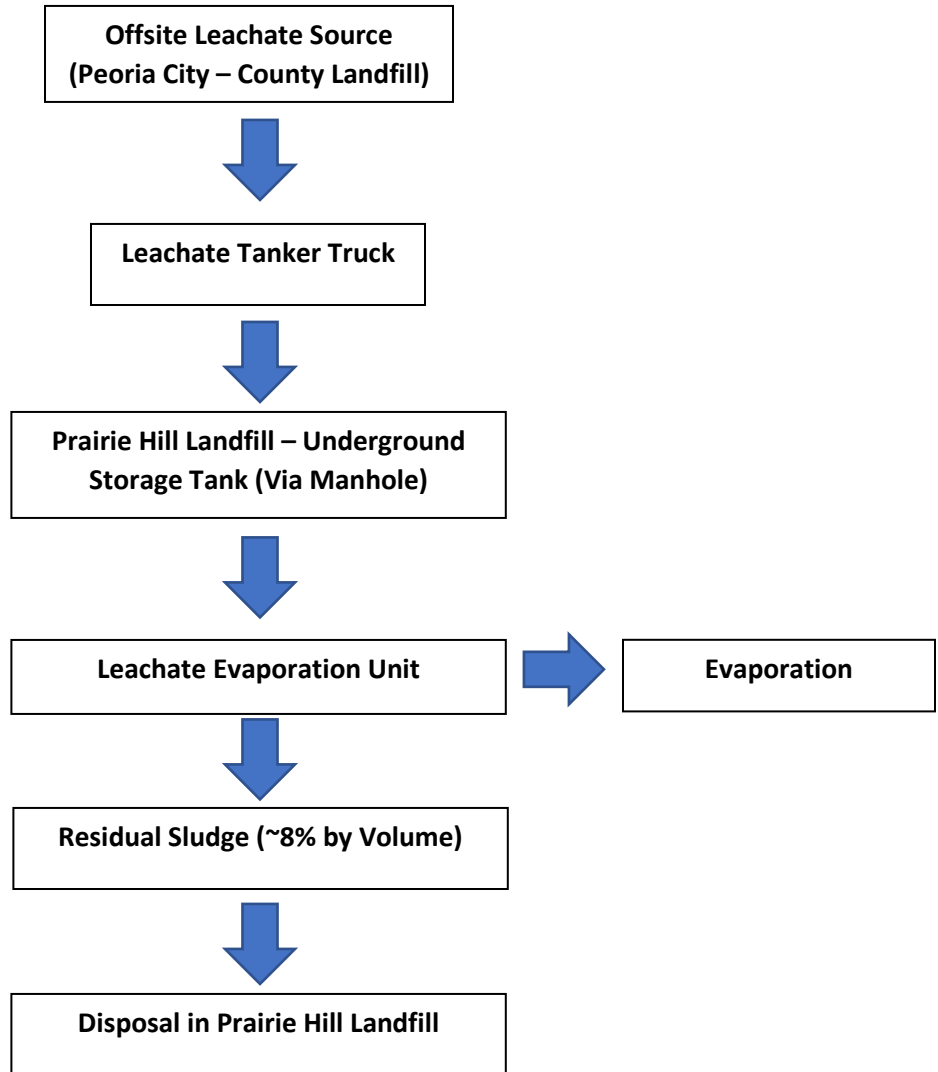 Offsite Leachate Source
(Peoria City – County Landfill)
Leachate Tanker Truck
Prairie Hill Landfill – Underground
Storage Tank (Via Manhole)
Leachate Evaporation Unit
Evaporation
Residual Sludge (~8% by Volume)
Disposal in Prairie Hill Landfill